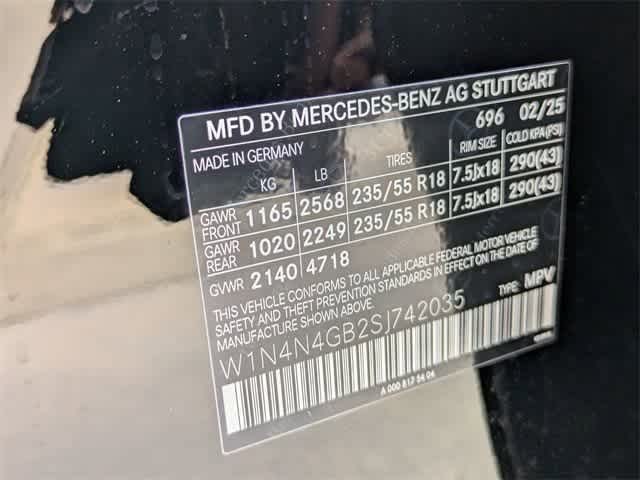 MFD BY MERCEDES-BENZ AG STUTTGART
696 02/25
MADE IN GERMANY
KG LB TIRES RIM SIZE COLD KPA(PSI)
GAWR FRONT 1165 2568 235/55 R18 7.5Jx18 290(43)
GAWR REAR 1020 2249 235/55 R18 7.5Jx18 290(43)
GVWR 2140 4718
THIS VEHICLE CONFORMS TO ALL APPLICABLE FEDERAL MOTOR VEHICLE
SAFETY AND THEFT PREVENTION STANDARDS IN EFFECT ON THE DATE OF
MANUFACTURE SHOWN ABOVE.
TYPE: MPV
W1N4N4GB2SJ742035
A 000 817 54 04